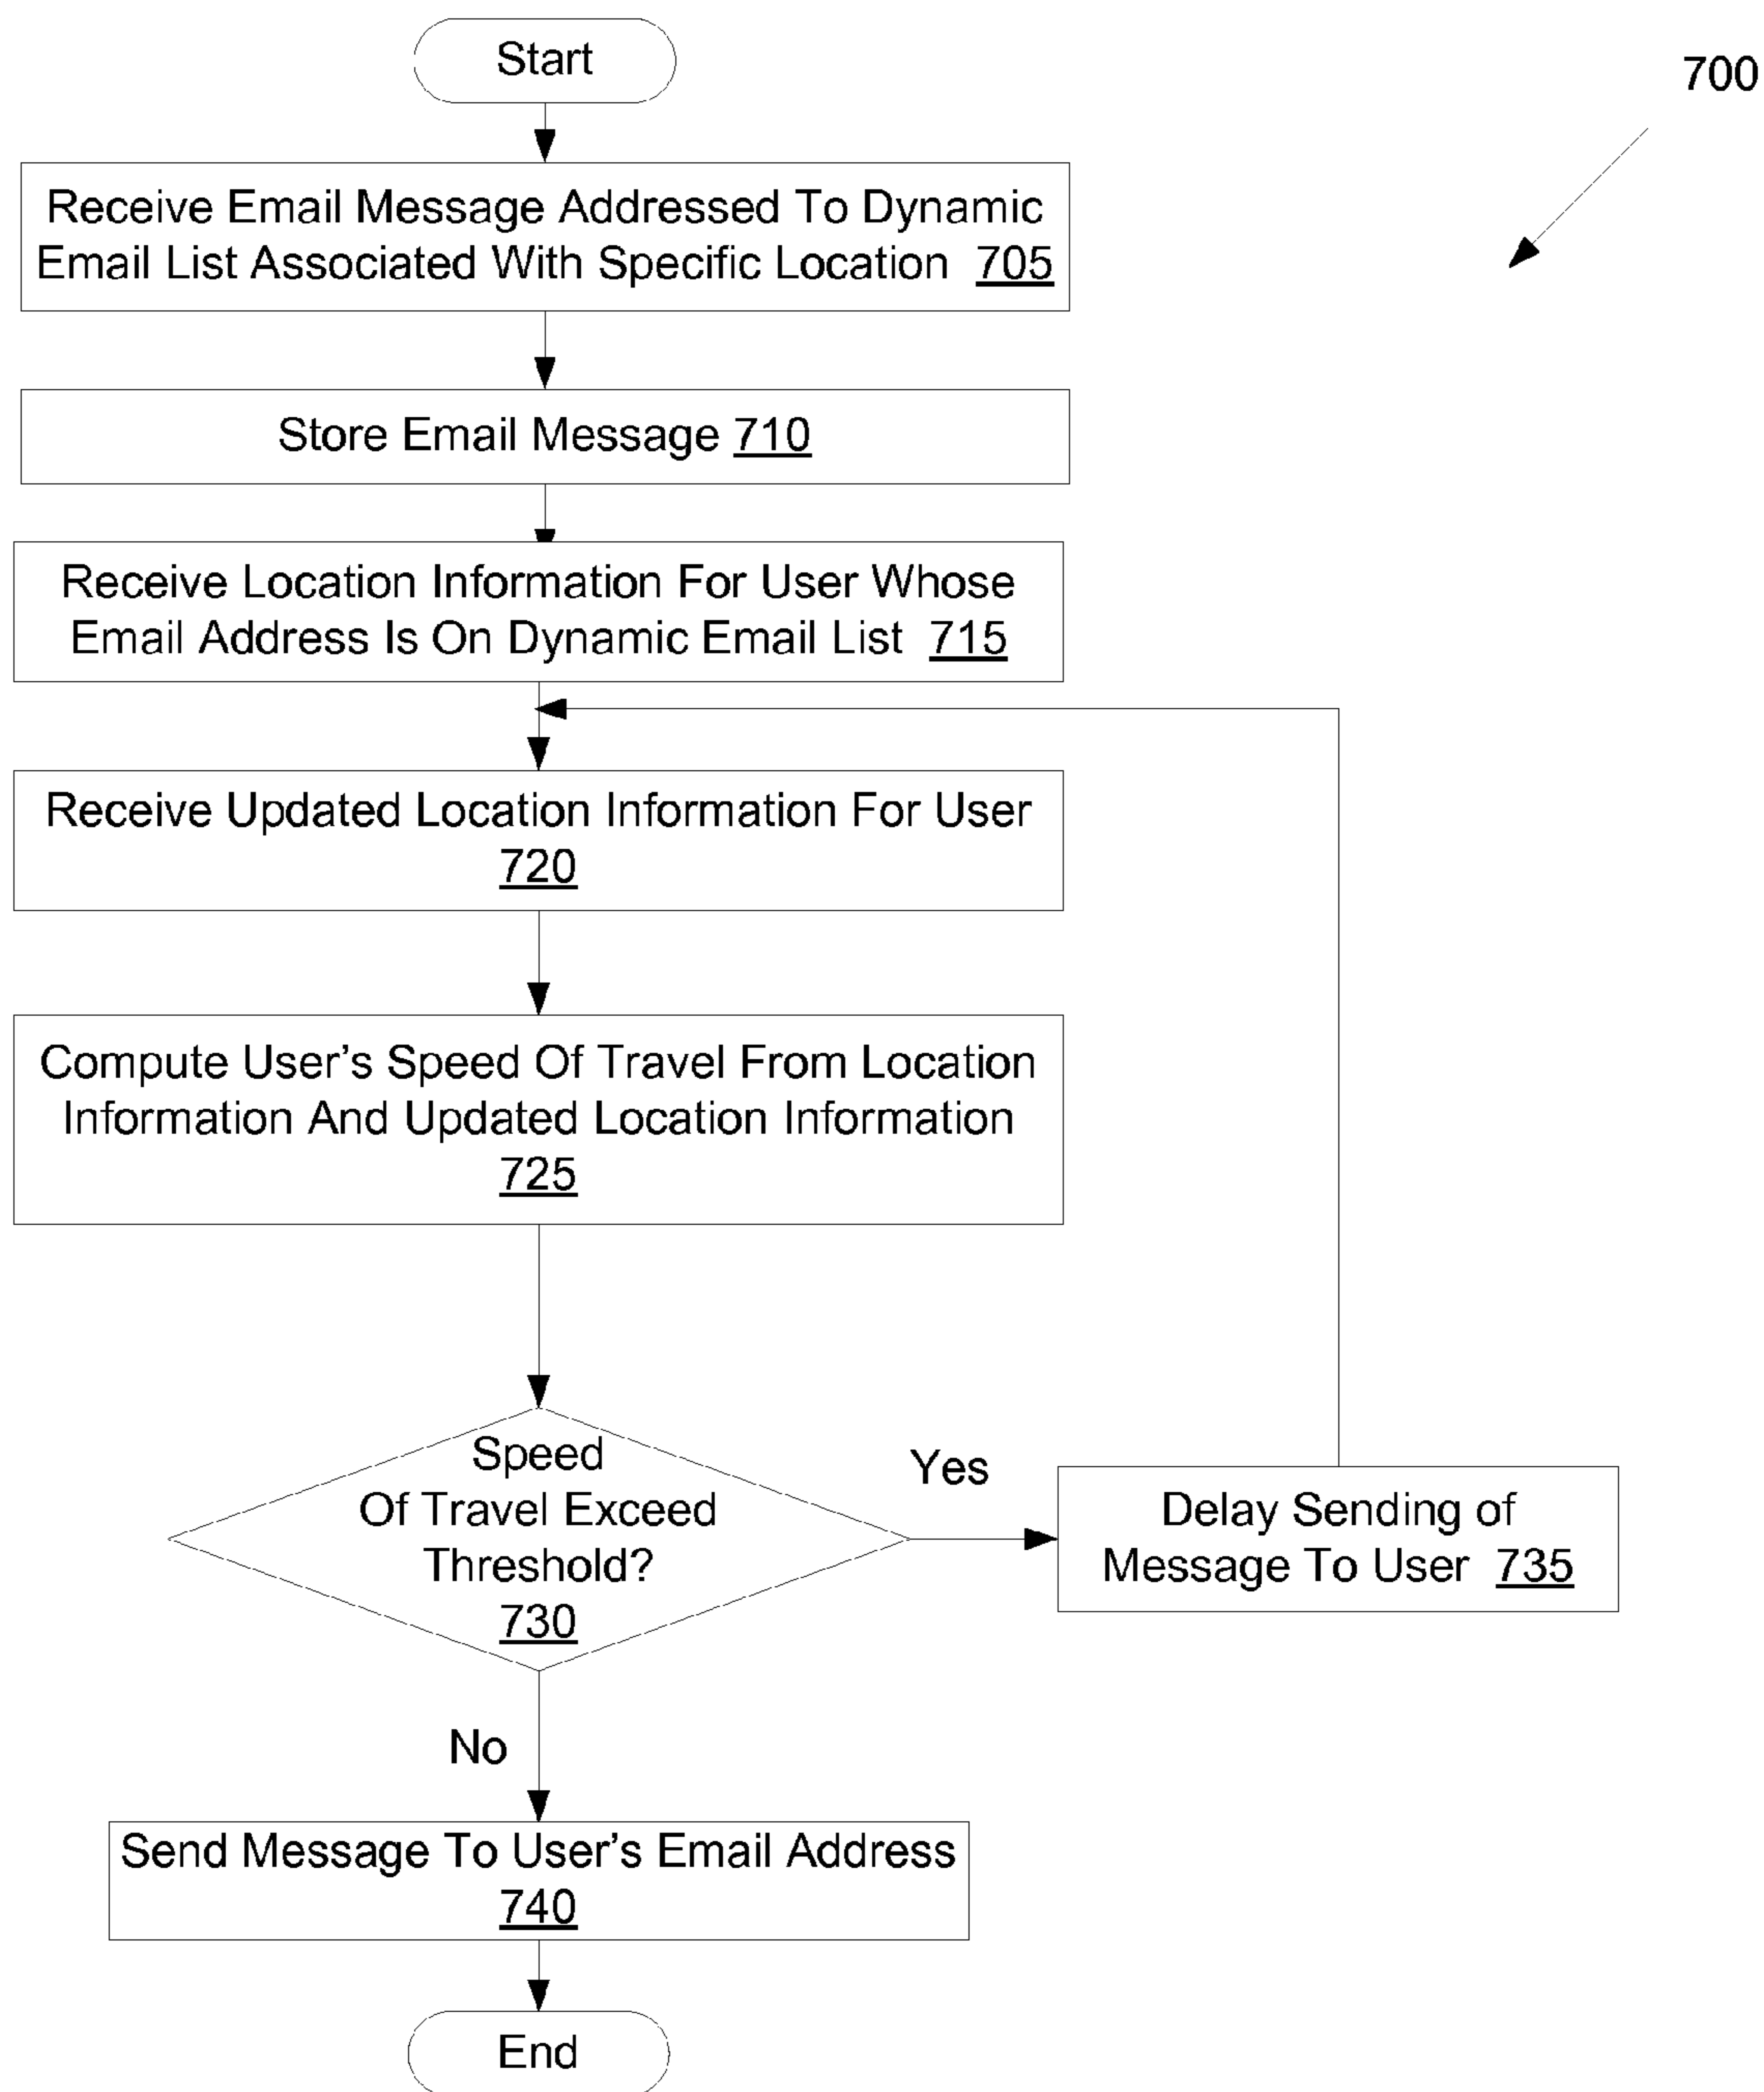 Start
700
Receive Email Message Addressed To Dynamic
Email List Associated With Specific Location 705
Store Email Message 710
Receive Location Information For User Whose
Email Address Is On Dynamic Email List 715
Receive Updated Location Information For User
720
Compute User's Speed Of Travel From Location
Information And Updated Location Information
725
Speed
Of Travel Exceed
Threshold?
730
Yes
Delay Sending of
Message To User 735
No
Send Message To User's Email Address
740
End